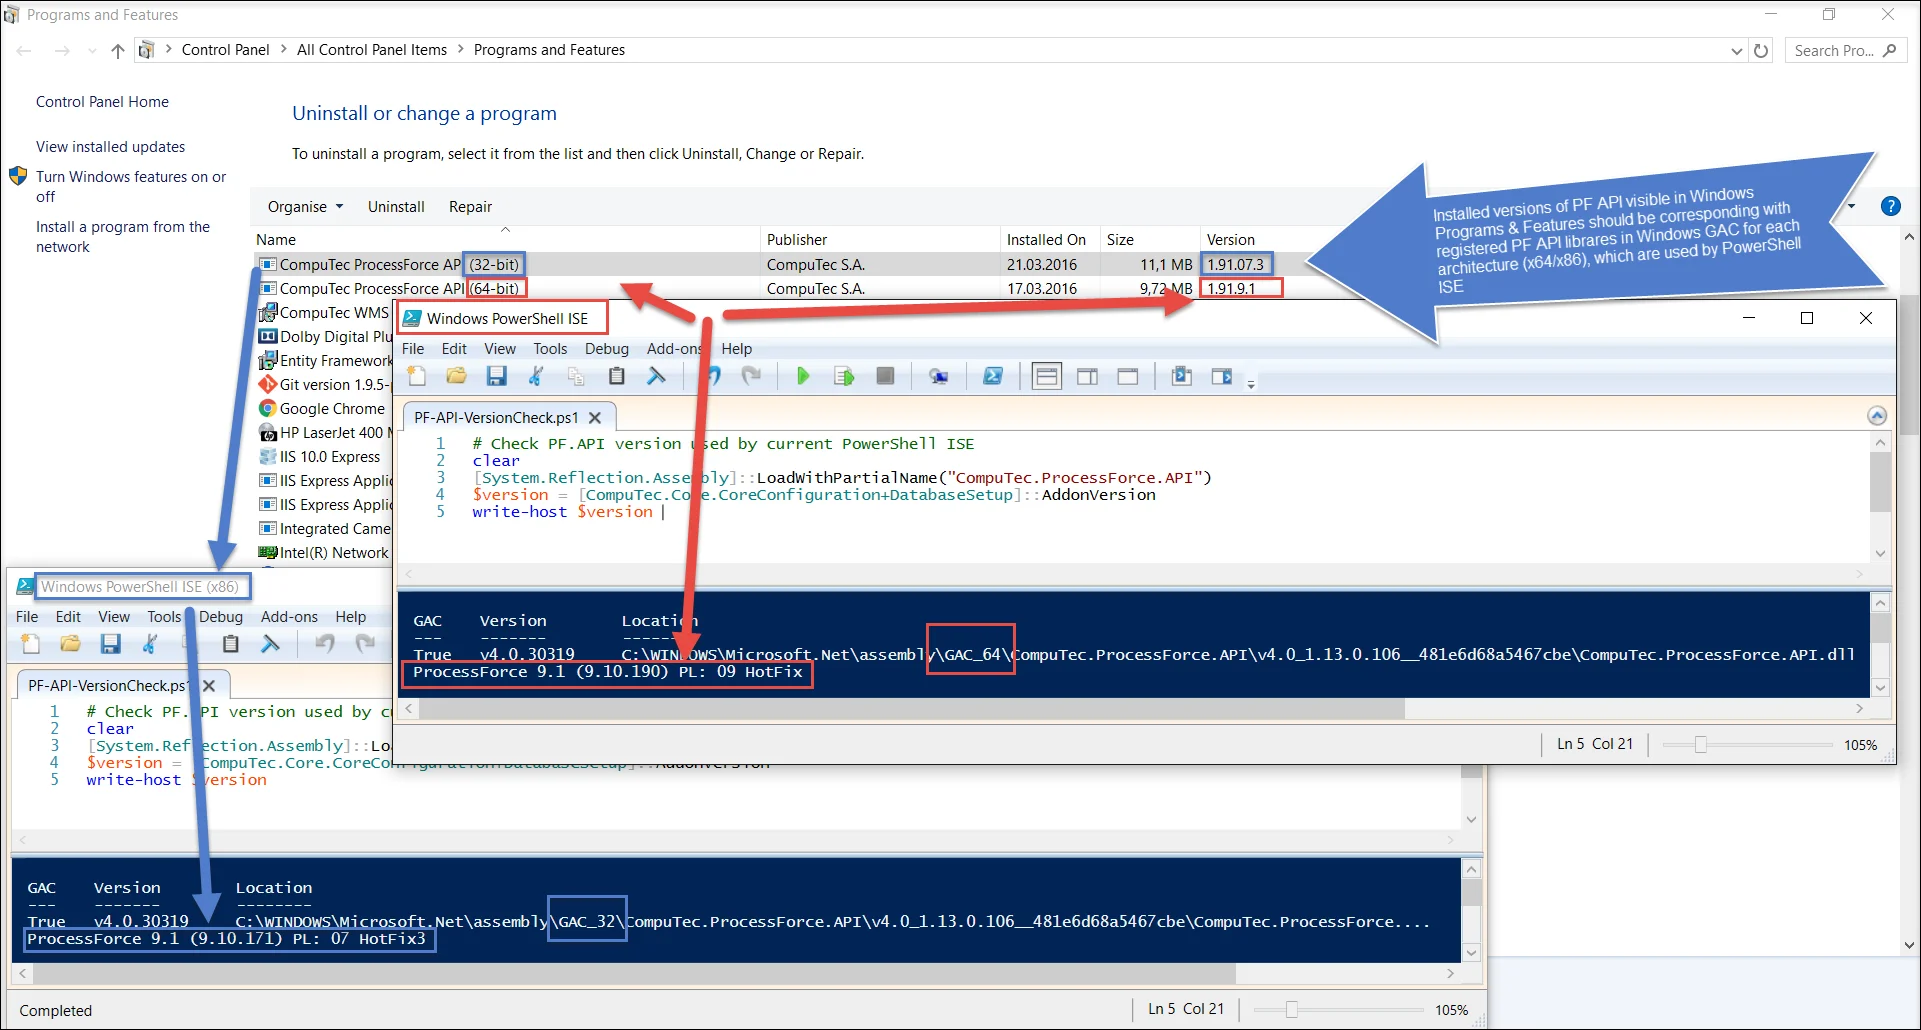 Programs and Features
Control Panel > All Control Panel Items > Programs and Features
Search Pro...
Control Panel Home
View installed updates
Turn Windows features on or
off
Install a program from the
network
Uninstall or change a program
To uninstall a program, select it from the list and then click Uninstall, Change or Repair.
Organise Uninstall Repair
Name Publisher Installed On Size Version
CompuTec ProcessForce AP (32-bit) CompuTec S.A. 21.03.2016 11,1 MB 1.91.07.3
CompuTec ProcessForce API (64-bit) CompuTec S.A. 17.03.2016 9,72 MB 1.91.9.1
CompuTec WMS
Dolby Digital Plu
Entity Framework
Git version 1.9.5-
Google Chrome
HP LaserJet 400 M
IIS 10.0 Express
IIS Express Applic
IIS Express Applic
Integrated Came
Intel(R) Network
Installed versions of PF API visible in Windows
Programs & Features should be corresponding with
registered PF API librares in Windows GAC for each
architecture (x64/x86), which are used by PowerShell
ISE
?
Windows PowerShell ISE
File Edit View Tools Debug Add-ons Help
PF-API-VersionCheck.ps1
1 # Check PF.API version used by current PowerShell ISE
2 clear
3 [System.Reflection.Assembly]::LoadWithPartialName("CompuTec.ProcessForce.API")
4 $version = [CompuTec.Core.CoreConfiguration+DatabaseSetup]::AddonVersion
5 write-host $version
GAC Version Location
--- ------- --------
True v4.0.30319 C:\WINDOWS\Microsoft.Net\assembly\GAC_64\CompuTec.ProcessForce.API\v4.0_1.13.0.106__481e6d68a5467cbe\CompuTec.ProcessForce.API.dll
ProcessForce 9.1 (9.10.190) PL: 09 HotFix
Ln 5 Col 21 105%
Windows PowerShell ISE (x86)
File Edit View Tools Debug Add-ons Help
PF-API-VersionCheck.ps1
1 # Check PF.API version used by cu
2 clear
3 [System.Reflection.Assembly]::Lo
4 $version = [CompuTec.Core.CoreConfiguration+DatabaseSetup]::AddonVersion
5 write-host $version
GAC Version Location
--- ------- --------
True v4.0.30319 C:\WINDOWS\Microsoft.Net\assembly\GAC_32\CompuTec.ProcessForce.API\v4.0_1.13.0.106__481e6d68a5467cbe\CompuTec.ProcessForce....
ProcessForce 9.1 (9.10.171) PL: 07 HotFix3
Completed
Ln 5 Col 21 105%